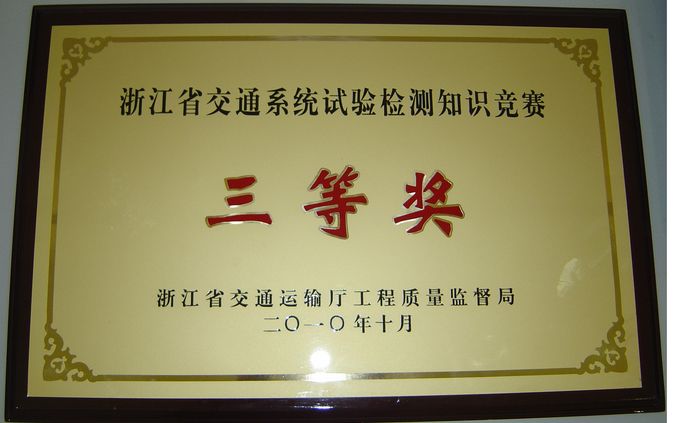 浙江省交通系统试验检测知识竞赛
三等奖
浙江省交通运输厅工程质量监督局
二〇一〇年十月